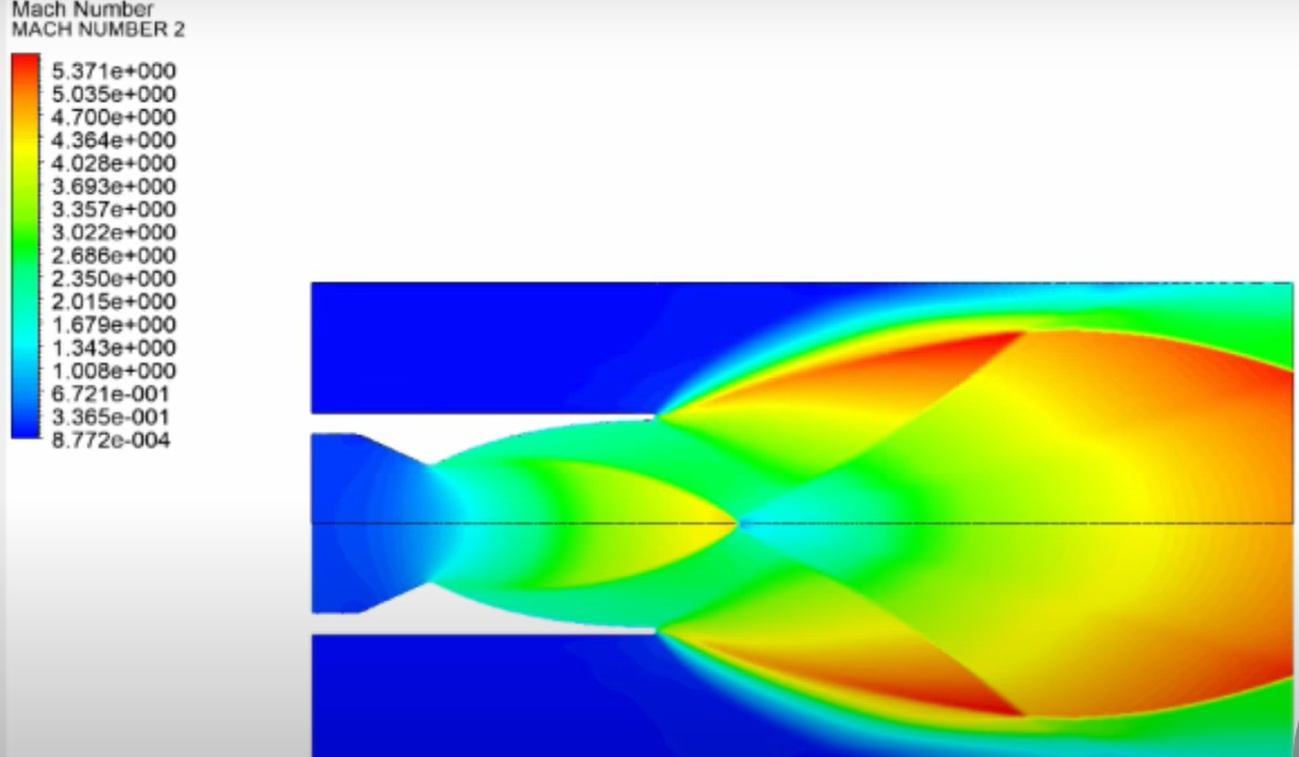 Mach Number
MACH NUMBER 2
5.371e+000
5.035e+000
4.700e+000
4.364e+000
4.028e+000
3.693e+000
3.357e+000
3.022e+000
2.686e+000
2.350e+000
2.015e+000
1.679e+000
1.343e+000
1.008e+000
6.721e-001
3.365e-001
8.772e-004